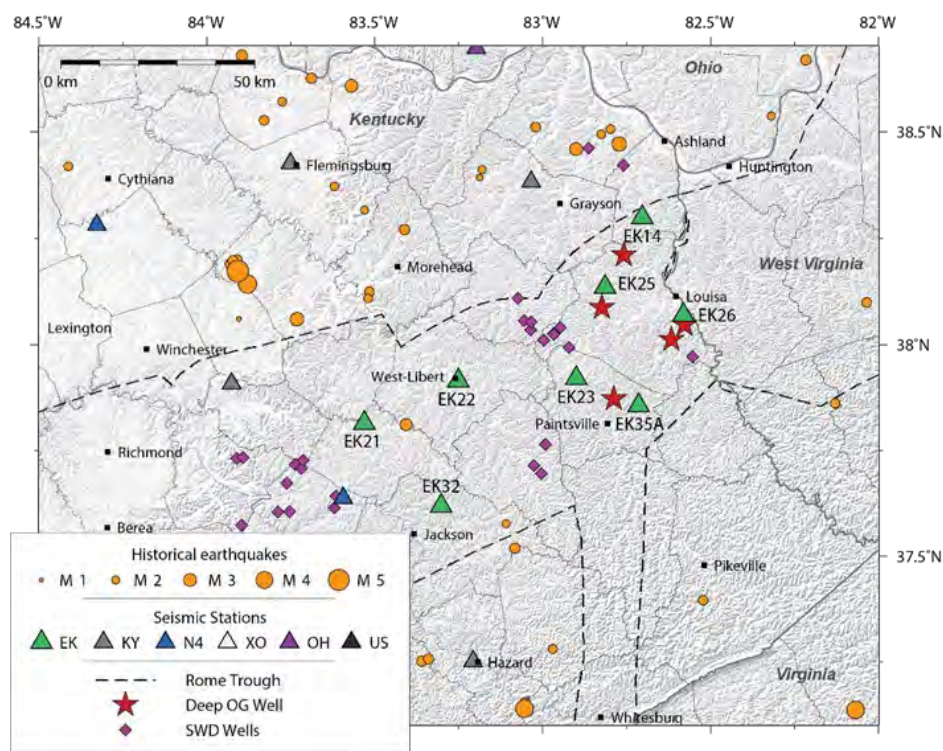 84.5°W 84°W 83.5°W 83°W 82.5°W 82°W
0 km 50 km
Ohio
Kentucky
38.5°N
Ashland
Flemingsburg
Huntington
Cythiana
Grayson
EK14
West Virginia
Morehead
EK25
Louisa
EK26
Lexington
Winchester
38°N
West-Libert
EK22
EK23
Paintsville
EK35A
EK21
Richmond
EK32
Berea
Jackson
37.5°N
Pikeville
Hazard
Virginia
Whitesburg
Historical earthquakes
M 1 M 2 M 3 M 4 M 5
Seismic Stations
EK KY N4 XO OH US
Rome Trough
Deep OG Well
SWD Wells